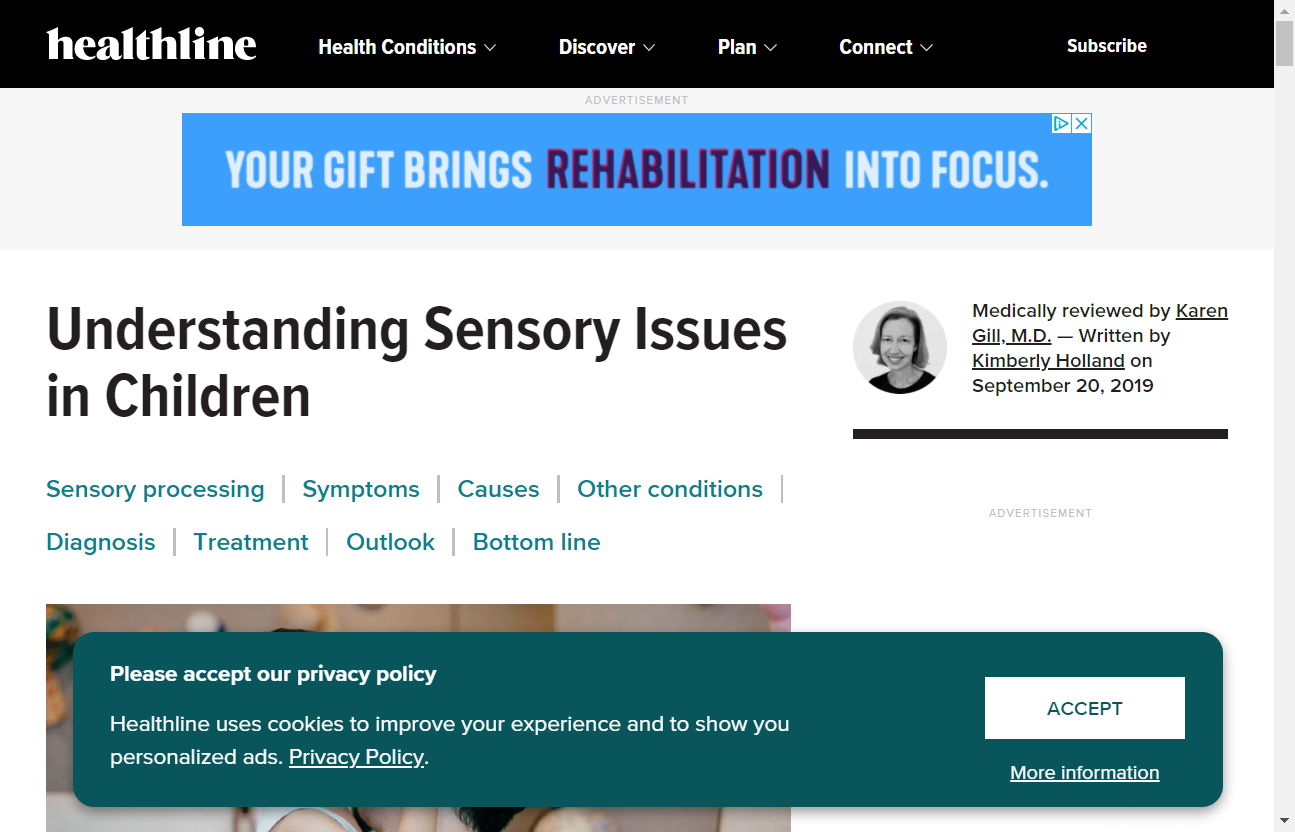 healthline
Health Conditions
Discover
Plan
Connect
Subscribe
ADVERTISEMENT
YOUR GIFT BRINGS REHABILITATION INTO FOCUS.
Understanding Sensory Issues
in Children
Medically reviewed by Karen
Gill, M.D. — Written by
Kimberly Holland on
September 20, 2019
Sensory processing
Symptoms
Causes
Other conditions
Diagnosis
Treatment
Outlook
Bottom line
ADVERTISEMENT
Please accept our privacy policy
Healthline uses cookies to improve your experience and to show you
personalized ads. Privacy Policy.
ACCEPT
More information